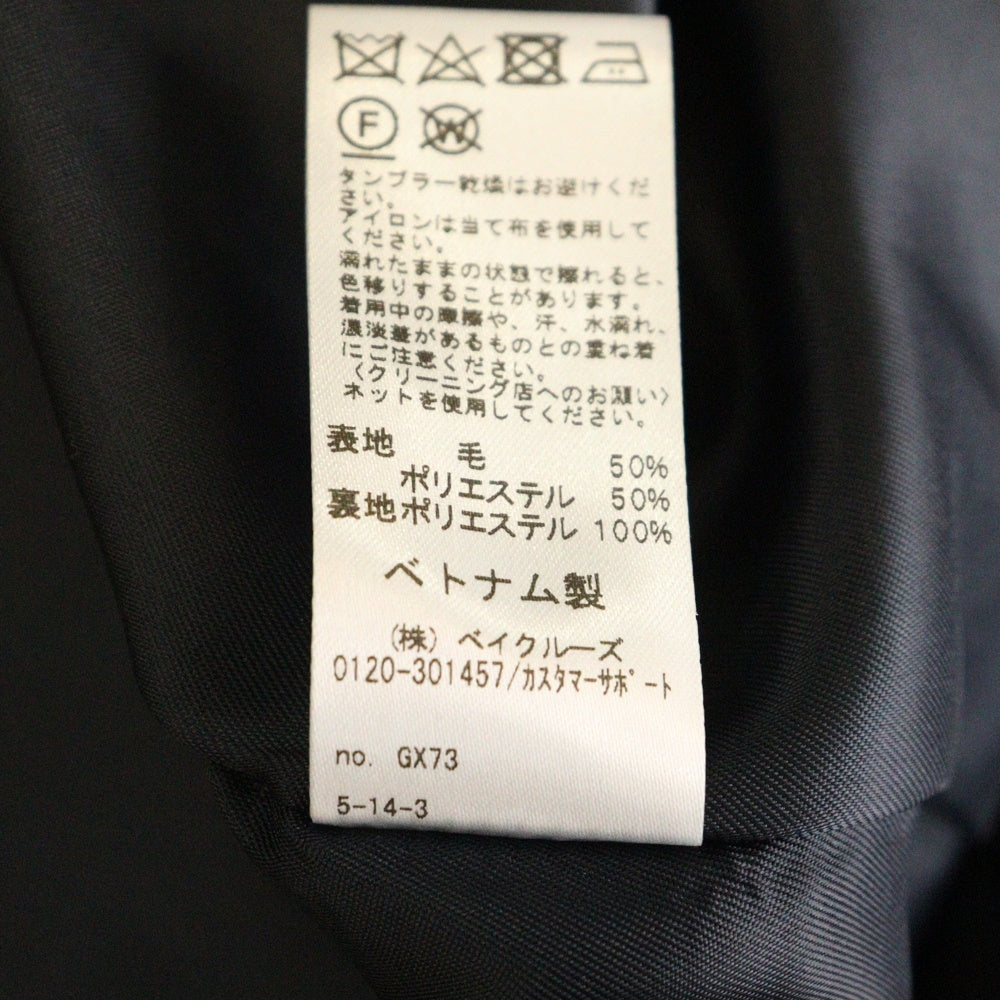 F W
タンブラー乾燥はお避けくだ
さい。
アイロンは当て布を使用して
ください。
濡れたままの状態で擦れると、
色移りすることがあります。
着用中の摩擦や、汗、水濡れ、
濃淡差があるものとの重ね着
にご注意ください。
〈クリーニング店へのお願い〉
ネットを使用してください。
表地 毛 50%
ポリエステル 50%
裏地 ポリエステル 100%
ベトナム製
(株) ベイクルーズ
0120-301457/カスタマーサポート
no. GX73
5-14-3